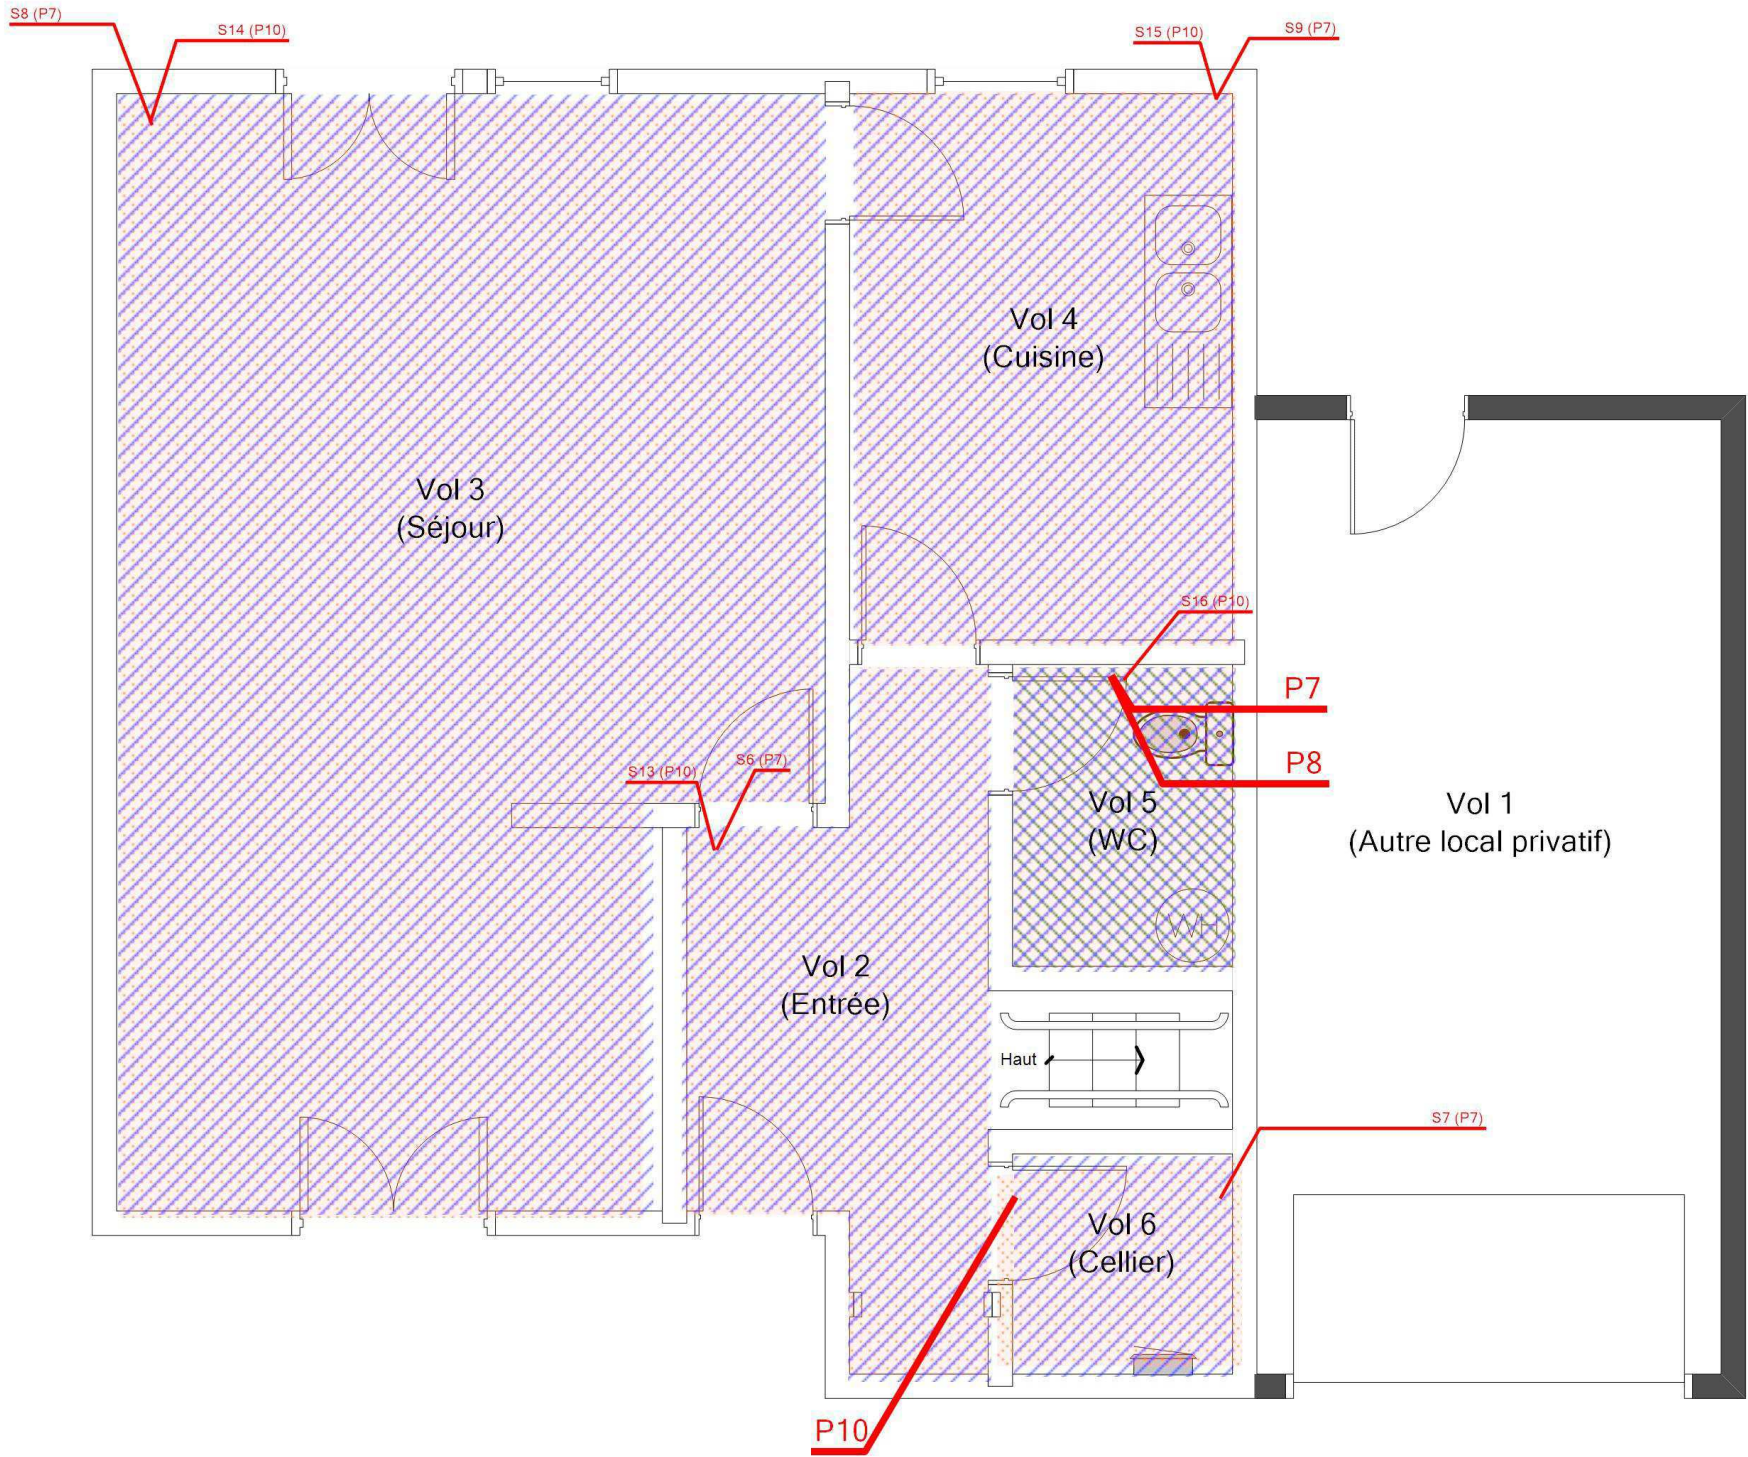 S8 (P7)
S14 (P10)
S15 (P10)
S9 (P7)
Vol 4
(Cuisine)
Vol 3
(Séjour)
S16 (P10)
P7
S13 (P10)
S6 (P7)
P8
Vol 5
(WC)
Vol 1
(Autre local privatif)
WH
Vol 2
(Entrée)
Haut
S7 (P7)
Vol 6
(Cellier)
P10